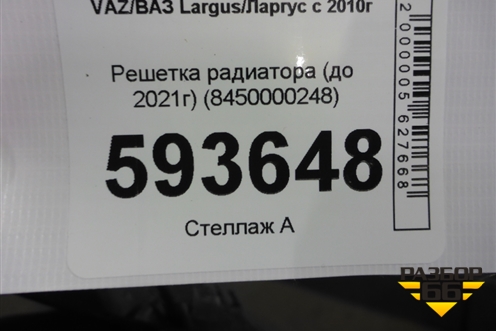 VAZ/ВАЗ Largus/Ларгус с 2010г
Решетка радиатора (до
2021г) (8450000248)
593648
Стеллаж А
2000005627668
РАЗБОР
66